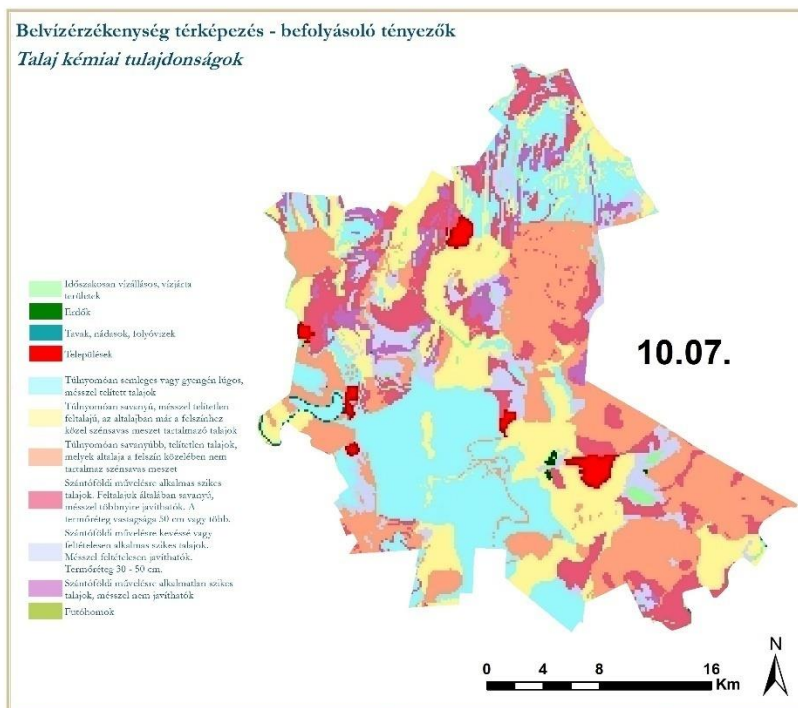 Belvízérzékenység térképezés - befolyásoló tényezők
Talaj kémiai tulajdonságok
Időszakosan vízállásos, vízjárta
területek
Erdők
Tavak, nádasok, folyóvizek
Települések
Túlnyomóan semleges vagy gyengén lúgos,
mésszel telített talajok
Túlnyomóan savanyú, mésszel telítetlen
feltalajú, az altalajban már a felszínhez
közel szénsavas meszet tartalmazó talajok
Túlnyomóan savanyúbb, telítetlen talajok,
melyek altalaja a felszín közelében nem
tartalmaz szénsavas meszet
Szántóföldi művelésre alkalmas szikes
talajok. Feltalajuk általában savanyú,
mésszel többnyire javíthatók. A
termőréteg vastagsága 50 cm vagy több.
Szántóföldi művelésre kevéssé vagy
feltételesen alkalmas szikes talajok.
Mésszel feltételesen javíthatók.
Termőréteg 30 - 50 cm.
Szántóföldi művelésre alkalmatlan szikes
talajok, mésszel nem javíthatók
Futóhomok
10.07.
N
0 4 8 16
Km